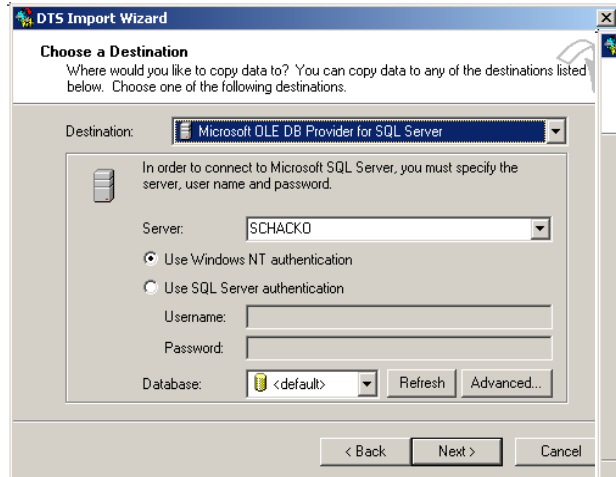 DTS Import Wizard
Choose a Destination
Where would you like to copy data to? You can copy data to any of the destinations listed
below. Choose one of the following destinations.
Destination: Microsoft OLE DB Provider for SQL Server
In order to connect to Microsoft SQL Server, you must specify the
server, user name and password.
Server: SCHACKO
Use Windows NT authentication
Use SQL Server authentication
Username:
Password:
Database: <default> Refresh Advanced...
< Back Next > Cancel